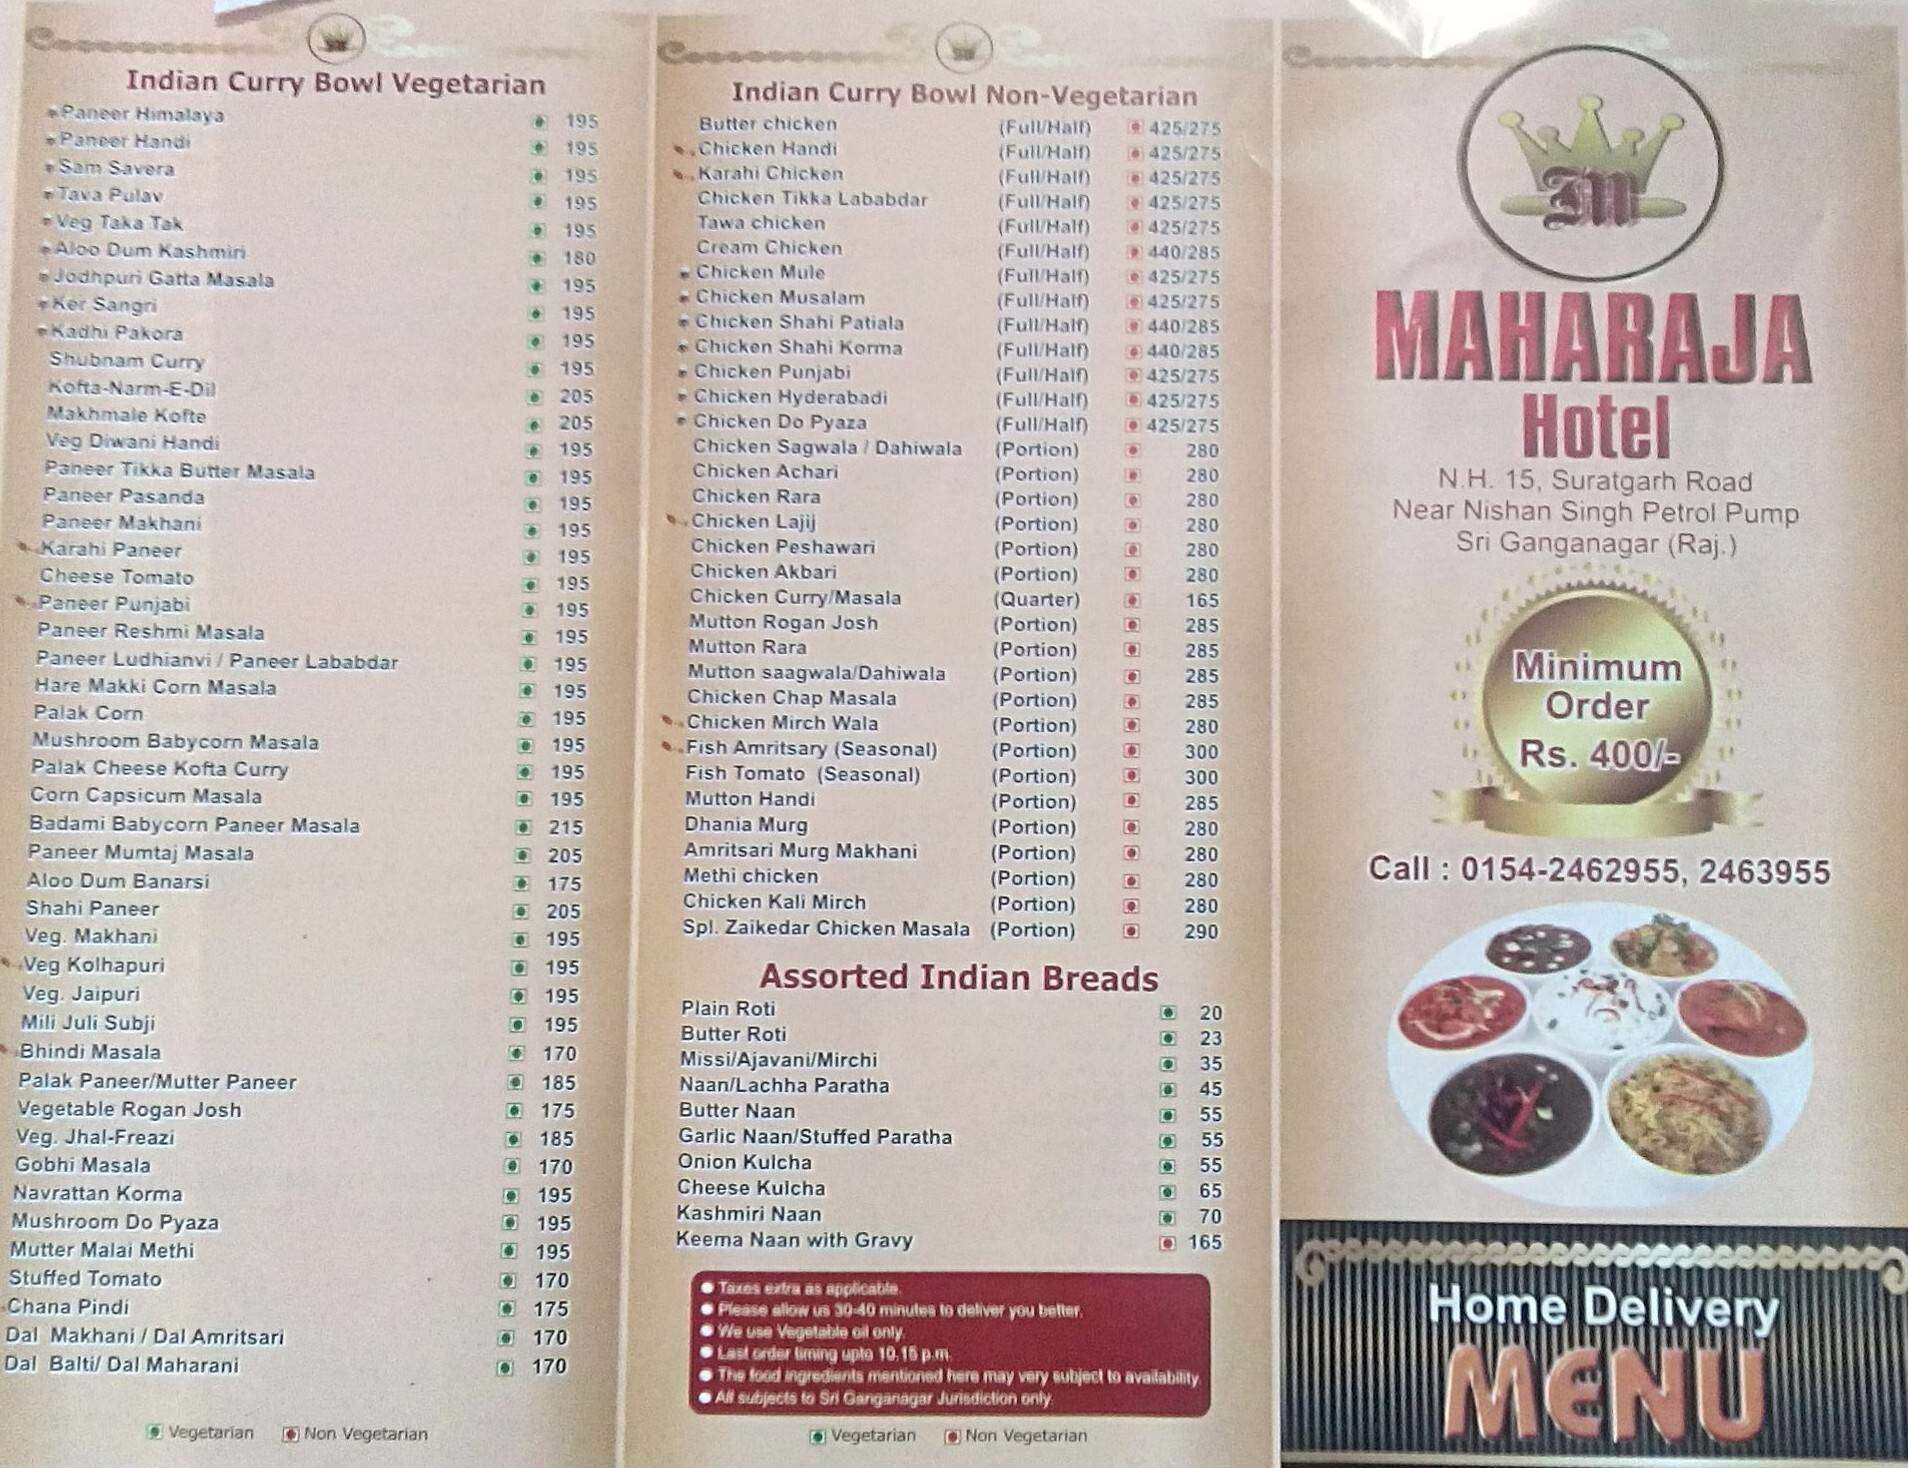 Indian Curry Bowl Vegetarian
Paneer Himalaya 195
Paneer Handi 195
Sam Savera 195
Tava Pulav 195
Veg Taka Tak 195
Aloo Dum Kashmiri 180
Jodhpuri Gatta Masala 195
Ker Sangri 195
Kadhi Pakora 195
Shubnam Curry 195
Kofta-Narm-E-Dil 205
Makhmale Kofte 205
Veg Diwani Handi 195
Paneer Tikka Butter Masala 195
Paneer Pasanda 195
Paneer Makhani 195
Karahi Paneer 195
Cheese Tomato 195
Paneer Punjabi 195
Paneer Reshmi Masala 195
Paneer Ludhianvi / Paneer Lababdar 195
Hare Makki Corn Masala 195
Palak Corn 195
Mushroom Babycorn Masala 195
Palak Cheese Kofta Curry 195
Corn Capsicum Masala 195
Badami Babycorn Paneer Masala 215
Paneer Mumtaj Masala 205
Aloo Dum Banarsi 175
Shahi Paneer 205
Veg. Makhani 195
Veg Kolhapuri 195
Veg. Jaipuri 195
Mili Juli Subji 195
Bhindi Masala 170
Palak Paneer/Mutter Paneer 185
Vegetable Rogan Josh 175
Veg. Jhal-Freazi 185
Gobhi Masala 170
Navrattan Korma 195
Mushroom Do Pyaza 195
Mutter Malai Methi 195
Stuffed Tomato 170
Chana Pindi 175
Dal Makhani / Dal Amritsari 170
Dal Balti/ Dal Maharani 170
Vegetarian Non Vegetarian
Indian Curry Bowl Non-Vegetarian
Butter chicken (Full/Half) 425/275
Chicken Handi (Full/Half) 425/275
Karahi Chicken (Full/Half) 425/275
Chicken Tikka Lababdar (Full/Half) 425/275
Tawa chicken (Full/Half) 425/275
Cream Chicken (Full/Half) 440/285
Chicken Mule (Full/Half) 425/275
Chicken Musalam (Full/Half) 425/275
Chicken Shahi Patiala (Full/Half) 440/285
Chicken Shahi Korma (Full/Half) 440/285
Chicken Punjabi (Full/Half) 425/275
Chicken Hyderabadi (Full/Half) 425/275
Chicken Do Pyaza (Full/Half) 425/275
Chicken Sagwala / Dahiwala (Portion) 280
Chicken Achari (Portion) 280
Chicken Rara (Portion) 280
Chicken Lajij (Portion) 280
Chicken Peshawari (Portion) 280
Chicken Akbari (Portion) 280
Chicken Curry/Masala (Quarter) 165
Mutton Rogan Josh (Portion) 285
Mutton Rara (Portion) 285
Mutton saagwala/Dahiwala (Portion) 285
Chicken Chap Masala (Portion) 285
Chicken Mirch Wala (Portion) 280
Fish Amritsary (Seasonal) (Portion) 300
Fish Tomato (Seasonal) (Portion) 300
Mutton Handi (Portion) 285
Dhania Murg (Portion) 280
Amritsari Murg Makhani (Portion) 280
Methi chicken (Portion) 280
Chicken Kali Mirch (Portion) 280
Spl. Zaikedar Chicken Masala (Portion) 290
Assorted Indian Breads
Plain Roti 20
Butter Roti 23
Missi/Ajavani/Mirchi 35
Naan/Lachha Paratha 45
Butter Naan 55
Garlic Naan/Stuffed Paratha 55
Onion Kulcha 55
Cheese Kulcha 65
Kashmiri Naan 70
Keema Naan with Gravy 165
Taxes extra as applicable.
Please allow us 30-40 minutes to deliver you better.
We use Vegetable oil only.
Last order timing upto 10.15 p.m.
The food ingredients mentioned here may very subject to availability.
All subjects to Sri Ganganagar Jurisdiction only.
Vegetarian Non Vegetarian
MAHARAJA
Hotel
N.H. 15, Suratgarh Road
Near Nishan Singh Petrol Pump
Sri Ganganagar (Raj.)
Minimum
Order
Rs. 400/-
Call : 0154-2462955, 2463955
Home Delivery
MENU